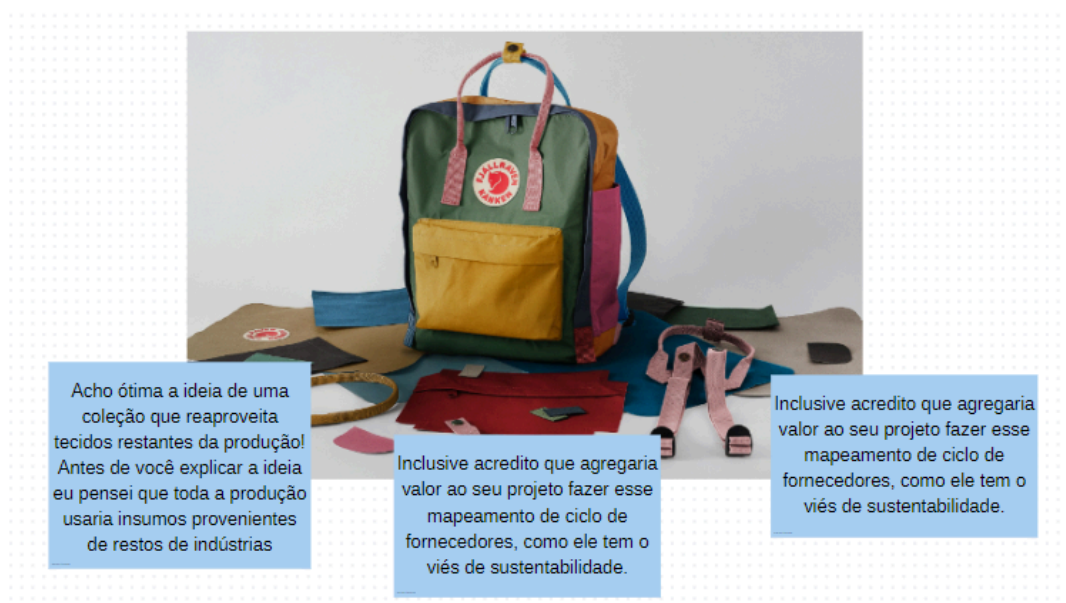 FJÄLLRÄVEN
KÅNKEN
Acho ótima a ideia de uma
coleção que reaproveita
tecidos restantes da produção!
Antes de você explicar a ideia
eu pensei que toda a produção
usaria insumos provenientes
de restos de indústrias
Inclusive acredito que agregaria
valor ao seu projeto fazer esse
mapeamento de ciclo de
fornecedores, como ele tem o
viés de sustentabilidade.
Inclusive acredito que agregaria
valor ao seu projeto fazer esse
mapeamento de ciclo de
fornecedores, como ele tem o
viés de sustentabilidade.